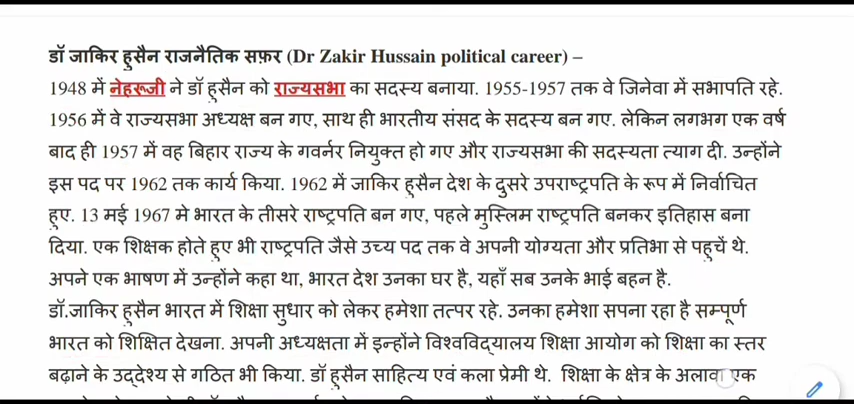 डॉ जाकिर हुसैन राजनैतिक सफ़र (Dr Zakir Hussain political career) –
1948 में नेहरूजी ने डॉ हुसैन को राज्यसभा का सदस्य बनाया. 1955-1957 तक वे जिनेवा में सभापति रहे.
1956 में वे राज्यसभा अध्यक्ष बन गए, साथ ही भारतीय संसद के सदस्य बन गए. लेकिन लगभग एक वर्ष
बाद ही 1957 में वह बिहार राज्य के गवर्नर नियुक्त हो गए और राज्यसभा की सदस्यता त्याग दी. उन्होंने
इस पद पर 1962 तक कार्य किया. 1962 में जाकिर हुसैन देश के दुसरे उपराष्ट्रपति के रूप में निर्वाचित
हुए. 13 मई 1967 मे भारत के तीसरे राष्ट्रपति बन गए, पहले मुस्लिम राष्ट्रपति बनकर इतिहास बना
दिया. एक शिक्षक होते हुए भी राष्ट्रपति जैसे उच्य पद तक वे अपनी योग्यता और प्रतिभा से पहुचें थे.
अपने एक भाषण में उन्होंने कहा था, भारत देश उनका घर है, यहाँ सब उनके भाई बहन है.
डॉ.जाकिर हुसैन भारत में शिक्षा सुधार को लेकर हमेशा तत्पर रहे. उनका हमेशा सपना रहा है सम्पूर्ण
भारत को शिक्षित देखना. अपनी अध्यक्षता में इन्होंने विश्वविद्यालय शिक्षा आयोग को शिक्षा का स्तर
बढ़ाने के उद्देश्य से गठित भी किया. डॉ हुसैन साहित्य एवं कला प्रेमी थे. शिक्षा के क्षेत्र के अलावा एक